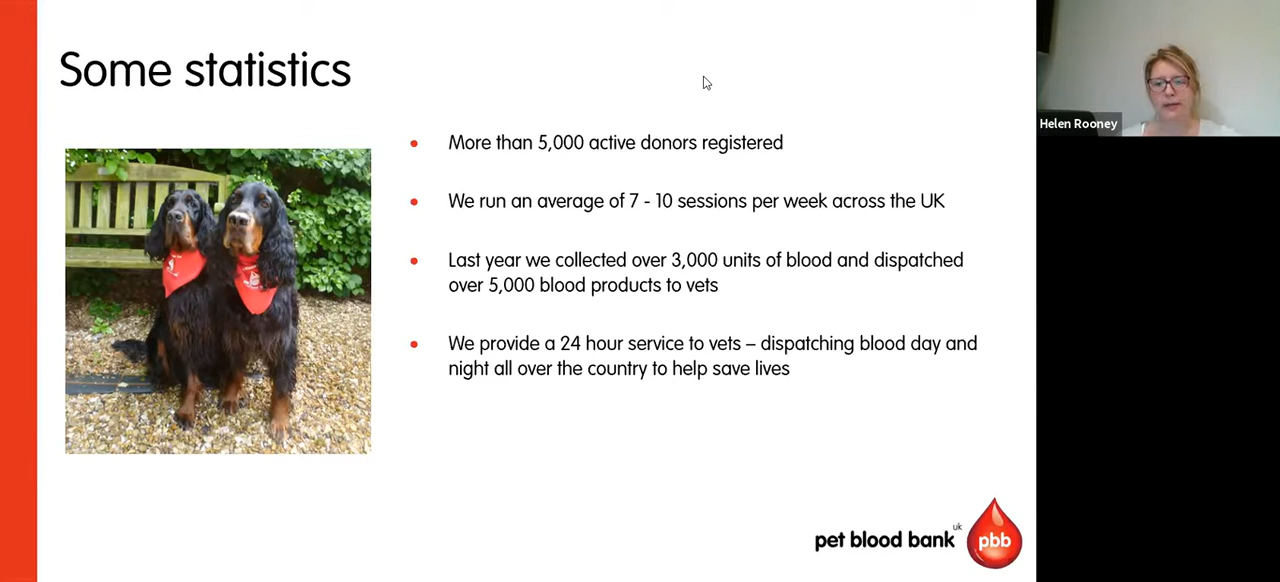 Some statistics
More than 5,000 active donors registered
We run an average of 7 - 10 sessions per week across the UK
Last year we collected over 3,000 units of blood and dispatched
over 5,000 blood products to vets
We provide a 24 hour service to vets – dispatching blood day and
night all over the country to help save lives
pet blood bank uk
pbb
Helen Rooney